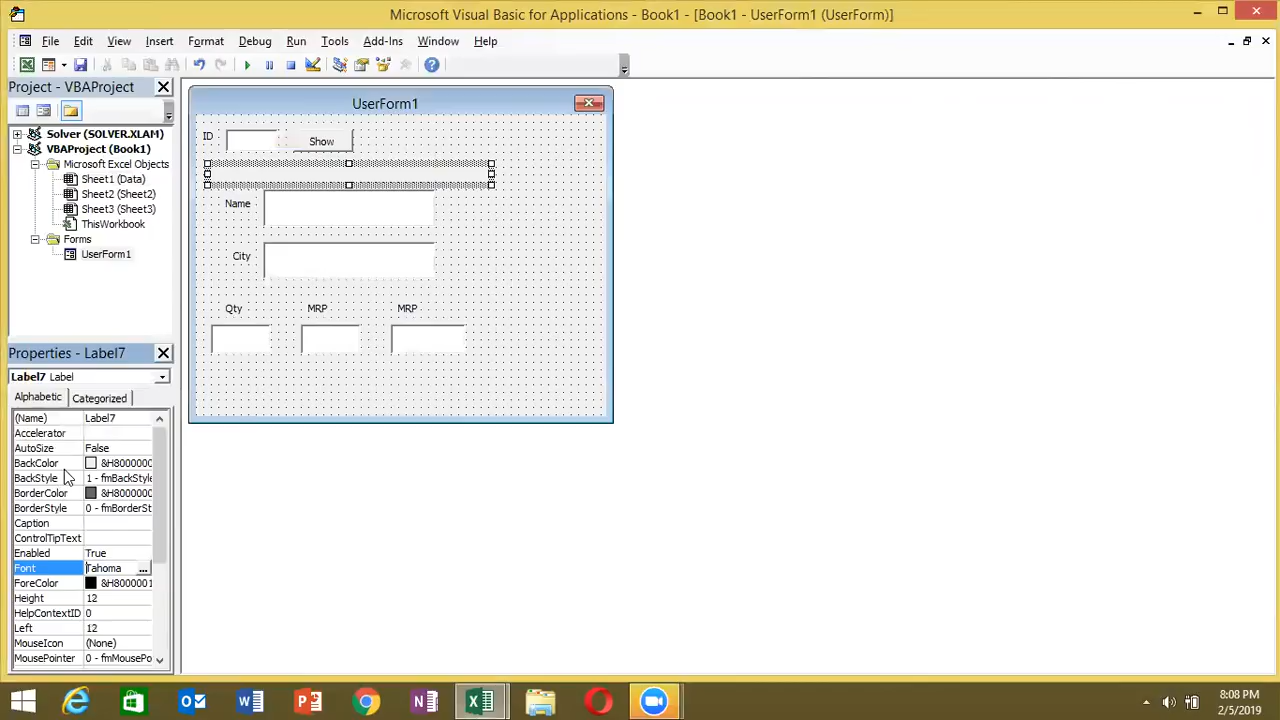 Microsoft Visual Basic for Applications - Book1 - [Book1 - UserForm1 (UserForm)]
File Edit View Insert Format Debug Run Tools Add-Ins Window Help
Project - VBAProject
Solver (SOLVER.XLAM)
VBAProject (Book1)
Microsoft Excel Objects
Sheet1 (Data)
Sheet2 (Sheet2)
Sheet3 (Sheet3)
ThisWorkbook
Forms
UserForm1
UserForm1
ID Show
Name
City
Qty MRP MRP
Properties - Label7
Label7 Label
Alphabetic Categorized
(Name) Label7
Accelerator
AutoSize False
BackColor &H8000000
BackStyle 1 - fmBackStyle
BorderColor &H8000000
BorderStyle 0 - fmBorderSt
Caption
ControlTipText
Enabled True
Font Tahoma ...
ForeColor &H8000001
Height 12
HelpContextID 0
Left 12
MouseIcon (None)
MousePointer 0 - fmMousePo
8:08 PM
2/5/2019